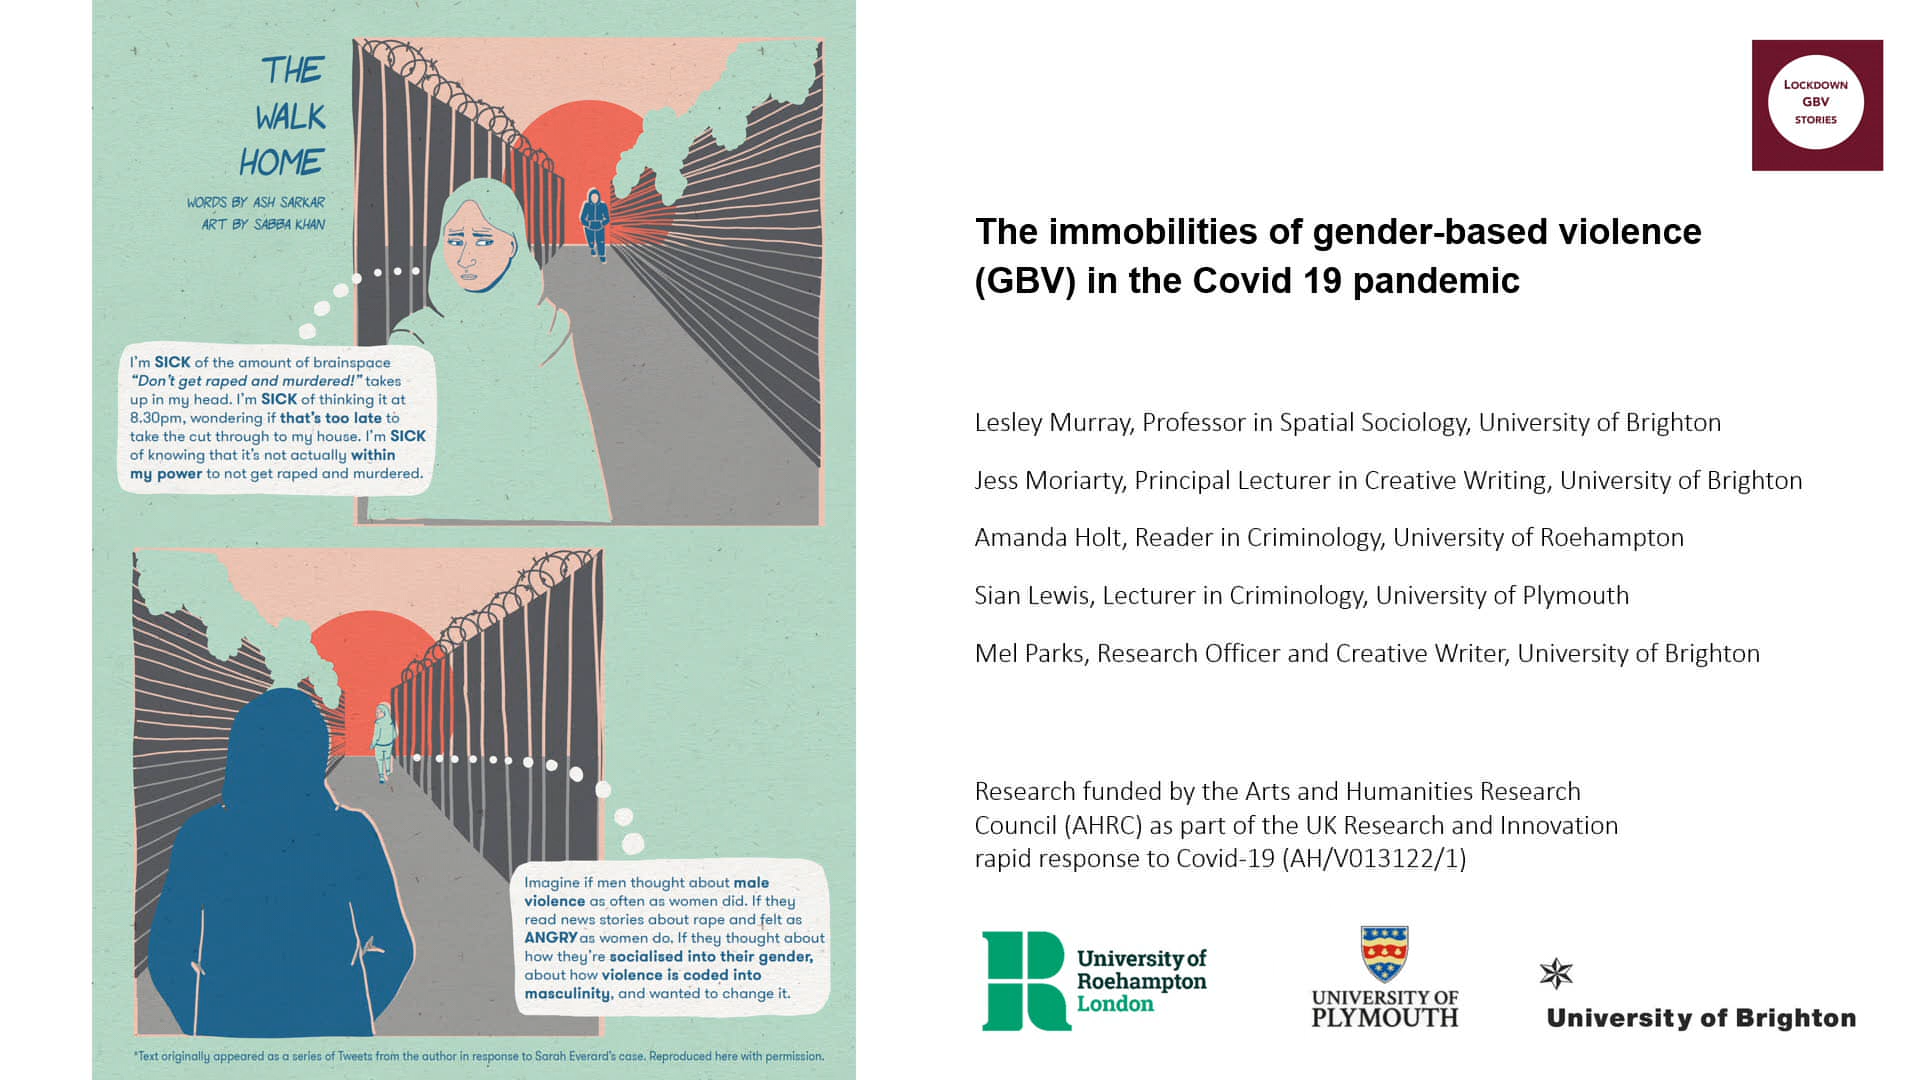 THE
WALK
HOME
WORDS BY ASH SARKAR
ART BY SABBA KHAN
I'm SICK of the amount of brainspace
“Don't get raped and murdered!” takes
up in my head. I'm SICK of thinking it at
8.30pm, wondering if that's too late to
take the cut through to my house. I'm SICK
of knowing that it's not actually within
my power to not get raped and murdered.
Imagine if men thought about male
violence as often as women did. If they
read news stories about rape and felt as
ANGRY as women do. If they thought about
how they're socialised into their gender,
about how violence is coded into
masculinity, and wanted to change it.
*Text originally appeared as a series of Tweets from the author in response to Sarah Everard's case. Reproduced here with permission.
LOCKDOWN
GBV
STORIES
The immobilities of gender-based violence
(GBV) in the Covid 19 pandemic
Lesley Murray, Professor in Spatial Sociology, University of Brighton
Jess Moriarty, Principal Lecturer in Creative Writing, University of Brighton
Amanda Holt, Reader in Criminology, University of Roehampton
Sian Lewis, Lecturer in Criminology, University of Plymouth
Mel Parks, Research Officer and Creative Writer, University of Brighton
Research funded by the Arts and Humanities Research
Council (AHRC) as part of the UK Research and Innovation
rapid response to Covid-19 (AH/V013122/1)
University of
Roehampton
London
UNIVERSITY OF
PLYMOUTH
University of Brighton